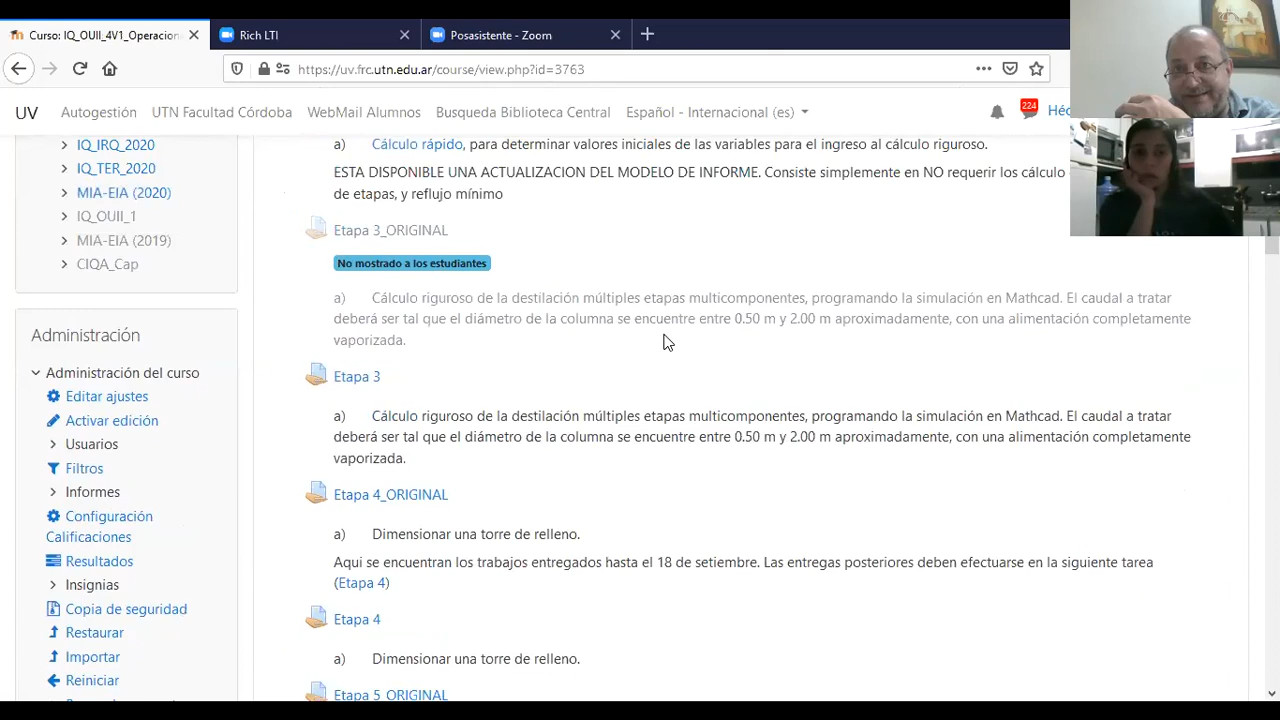 Curso: IQ_OUII_4V1_Operacion
Rich LTI
Posasistente - Zoom
https://uv.frc.utn.edu.ar/course/view.php?id=3763
UV
Autogestión
UTN Facultad Córdoba
WebMail Alumnos
Busqueda Biblioteca Central
Español - Internacional (es)
224
Héc
IQ_IRQ_2020
IQ_TER_2020
MIA-EIA (2020)
IQ_OUII_1
MIA-EIA (2019)
CIQA_Cap
Administración
Administración del curso
Editar ajustes
Activar edición
Usuarios
Filtros
Informes
Configuración
Calificaciones
Resultados
Insignias
Copia de seguridad
Restaurar
Importar
Reiniciar
a) Cálculo rápido, para determinar valores iniciales de las variables para el ingreso al cálculo riguroso.
ESTA DISPONIBLE UNA ACTUALIZACION DEL MODELO DE INFORME. Consiste simplemente en NO requerir los cálculo
de etapas, y reflujo mínimo
Etapa 3_ORIGINAL
No mostrado a los estudiantes
a) Cálculo riguroso de la destilación múltiples etapas multicomponentes, programando la simulación en Mathcad. El caudal a tratar
deberá ser tal que el diámetro de la columna se encuentre entre 0.50 m y 2.00 m aproximadamente, con una alimentación completamente
vaporizada.
Etapa 3
a) Cálculo riguroso de la destilación múltiples etapas multicomponentes, programando la simulación en Mathcad. El caudal a tratar
deberá ser tal que el diámetro de la columna se encuentre entre 0.50 m y 2.00 m aproximadamente, con una alimentación completamente
vaporizada.
Etapa 4_ORIGINAL
a) Dimensionar una torre de relleno.
Aqui se encuentran los trabajos entregados hasta el 18 de setiembre. Las entregas posteriores deben efectuarse en la siguiente tarea
(Etapa 4)
Etapa 4
a) Dimensionar una torre de relleno.
Etapa 5_ORIGINAL